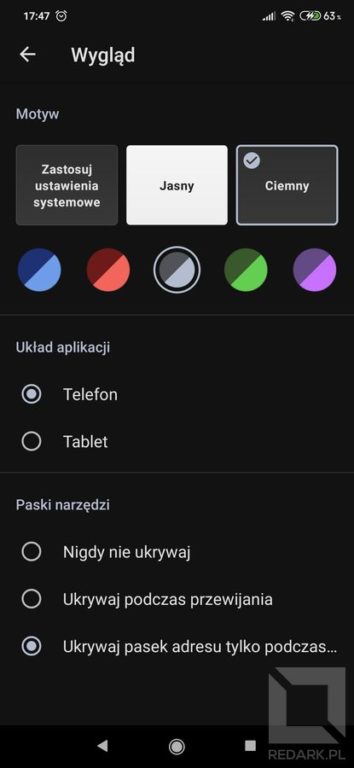 17:47 63%
Wygląd
Motyw
Zastosuj
ustawienia
systemowe
Jasny
Ciemny
Układ aplikacji
Telefon
Tablet
Paski narzędzi
Nigdy nie ukrywaj
Ukrywaj podczas przewijania
Ukrywaj pasek adresu tylko podczas...
REDARK.PL